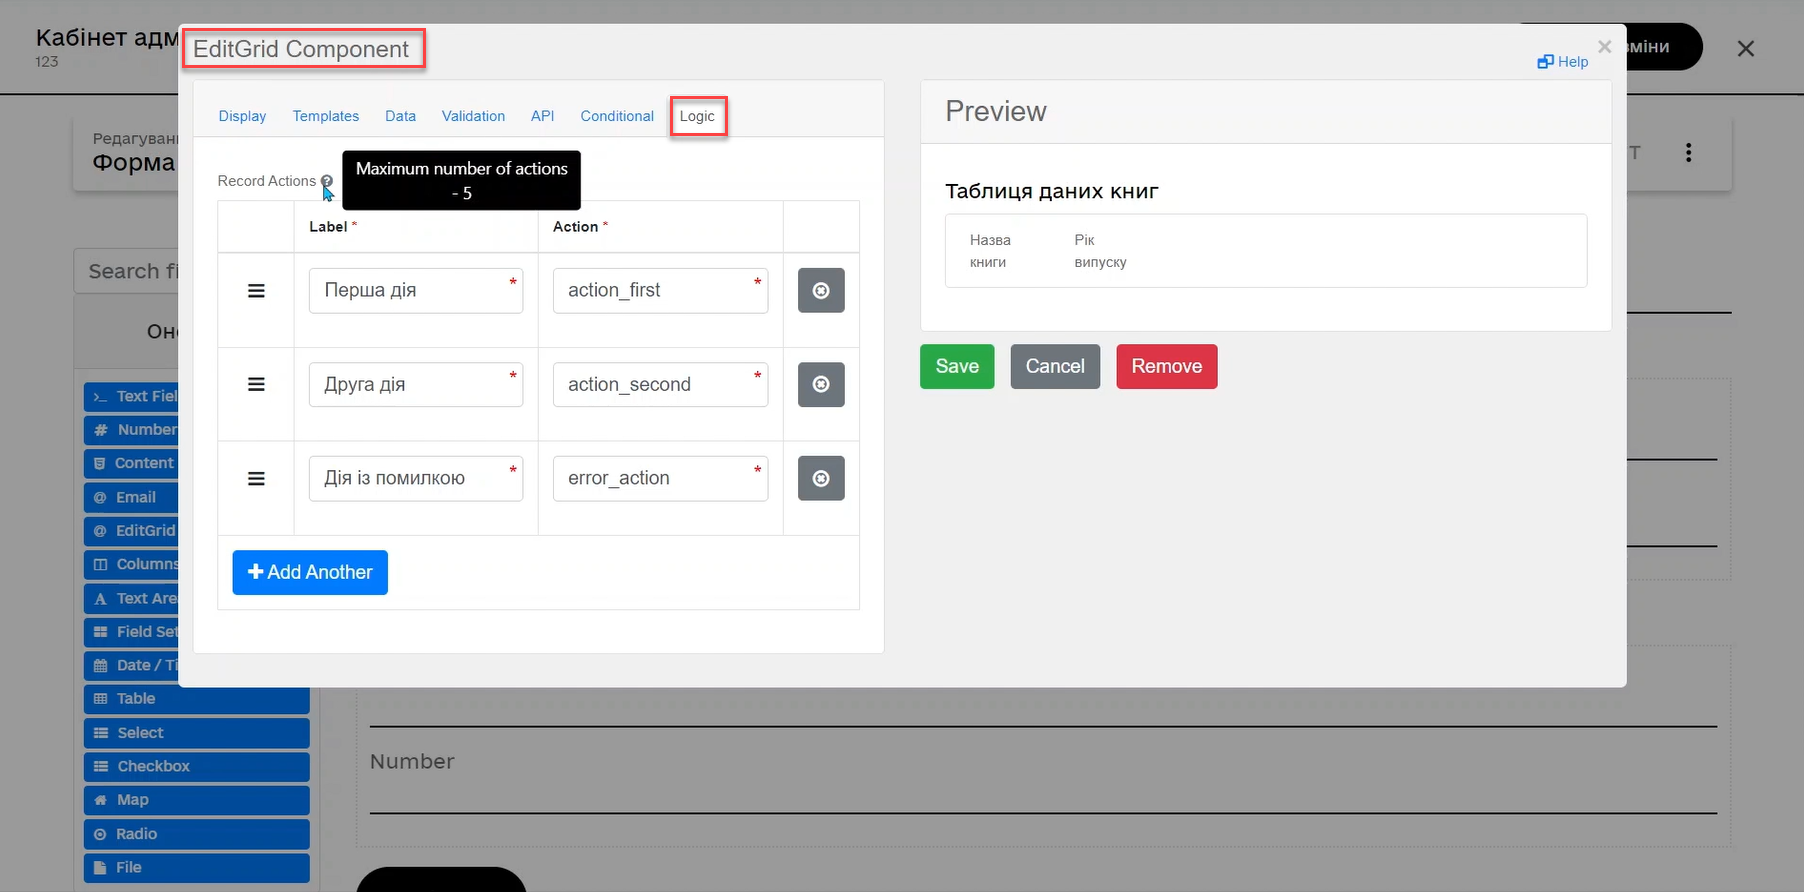 Кабінет адм
123
EditGrid Component
Help
зміни
Редагуван
Форма
Т
Display Templates Data Validation API Conditional Logic
Record Actions
Maximum number of actions
- 5
Label * Action *
Перша дія * action_first *
Друга дія * action_second *
Дія із помилкою * error_action *
Add Another
Preview
Таблиця даних книг
Назва
книги
Рік
випуску
Save Cancel Remove
Search fi
Оно
Text Fiel
Number
Content
Email
EditGrid
Columns
Text Are
Field Set
Date / Ti
Table
Select
Checkbox
Map
Radio
File
Number